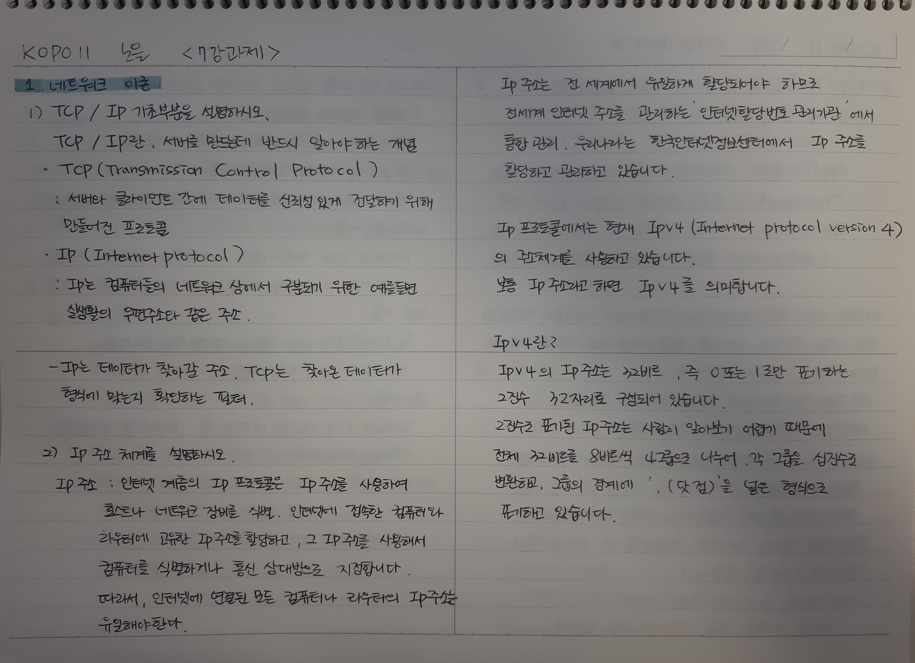 KOPO11 노을 <7강과제>
1. 네트워크 이론
1) TCP / Ip 기초부분을 설명하시오.
TCP / IP란, 서버를 만드는데 반드시 알아야하는 개념
· TCP (Transmission Control Protocol)
: 서버와 클라이언트 간에 데이터를 신뢰성 있게 전달하기 위해
만들어진 프로토콜
· IP (Internet protocol)
: Ip는 컴퓨터들의 네트워크 상에서 구분되기 위한 예를들면
실생활의 우편주소와 같은 주소.
- Ip는 데이터가 찾아갈 주소, Tcp는 찾아온 데이터가
형식에 맞는지 확인하는 필터.
2) Ip 주소 체계를 설명하시오.
Ip 주소 : 인터넷 계층의 Ip 프로토콜은 Ip주소를 사용하여
호스트나 네트워크 장비를 식별. 인터넷에 접속한 컴퓨터와
라우터에 고유한 Ip주소를 할당하고, 그 Ip 주소를 사용해서
컴퓨터를 식별하거나 통신 상대방으로 지정합니다.
따라서, 인터넷에 연결된 모든 컴퓨터나 라우터의 Ip주소는
유일해야한다.
Ip 주소는 전 세계에서 유일하게 할당되어야 하므로
전세계 인터넷 주소를 관리하는 '인터넷할당번호 관리기관'에서
통합 관리, 우리나라는 한국인터넷정보센터에서 Ip 주소를
할당하고 관리하고 있습니다.
Ip 프로토콜에서는 현재 Ipv4 (Internet protocol version 4)
의 주소체계를 사용하고 있습니다.
보통 Ip 주소라고 하면 Ipv4를 의미합니다.
Ipv4란?
Ipv4의 Ip주소는 32비트, 즉 0또는 1로만 표기하는
2진수 32자리로 구성되어 있습니다.
2진수로 표기된 Ip주소는 사람이 알아보기 어렵기 때문에
전체 32비트를 8비트씩 4그룹으로 나누어, 각 그룹을 십진수로
변환하고, 그룹의 경계에 '. (닷 점)'을 넣은 형식으로
표기하고 있습니다.